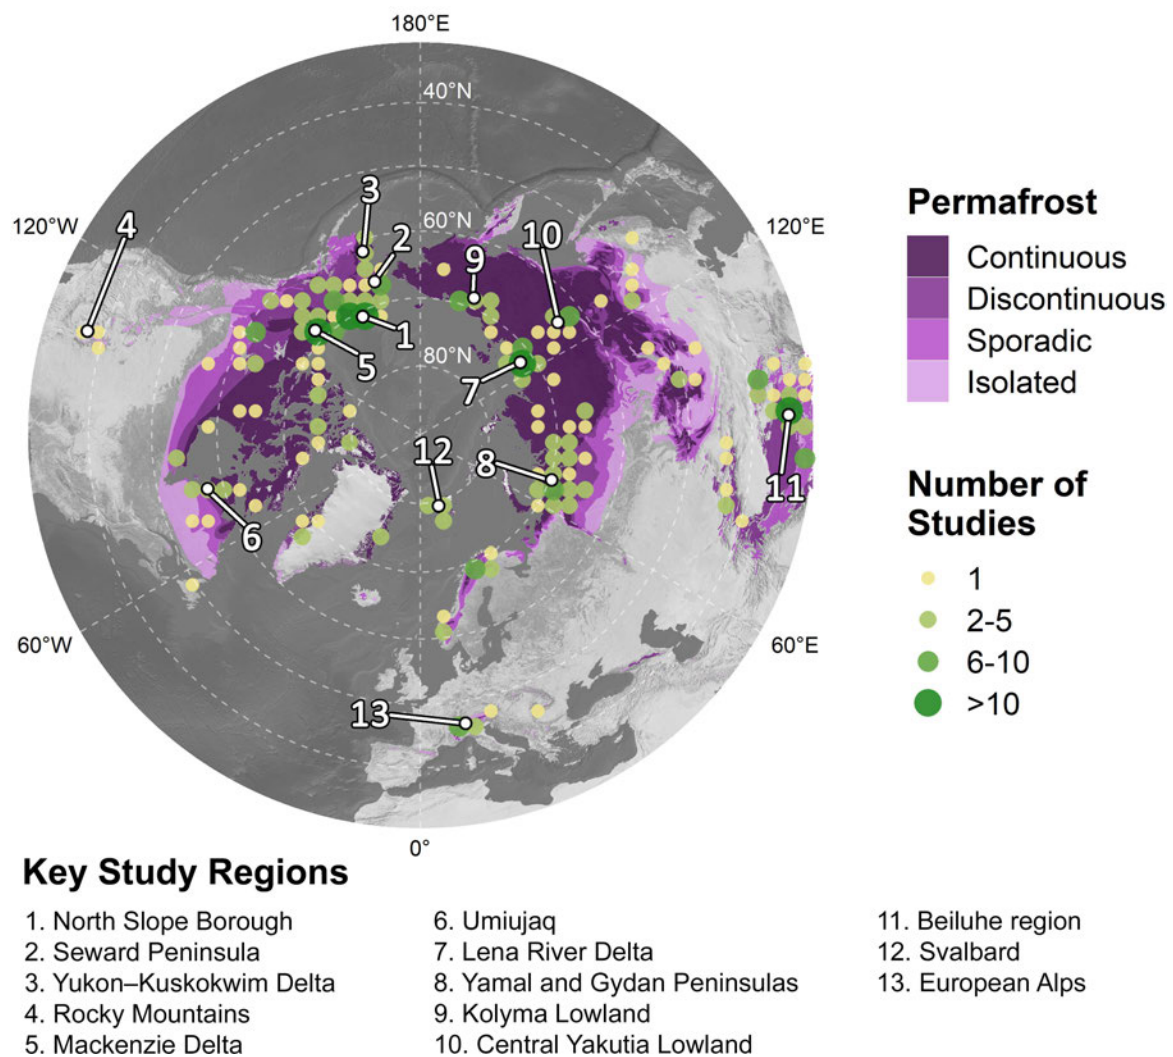 180°E
40°N
3
120°W
4
2
60°N
10
120°E
9
1
5
80°N
7
12
8
11
6
60°W
60°E
13
0°
Permafrost
Continuous
Discontinuous
Sporadic
Isolated
Number of
Studies
1
2-5
6-10
>10
Key Study Regions
1. North Slope Borough
2. Seward Peninsula
3. Yukon–Kuskokwim Delta
4. Rocky Mountains
5. Mackenzie Delta
6. Umiujaq
7. Lena River Delta
8. Yamal and Gydan Peninsulas
9. Kolyma Lowland
10. Central Yakutia Lowland
11. Beiluhe region
12. Svalbard
13. European Alps